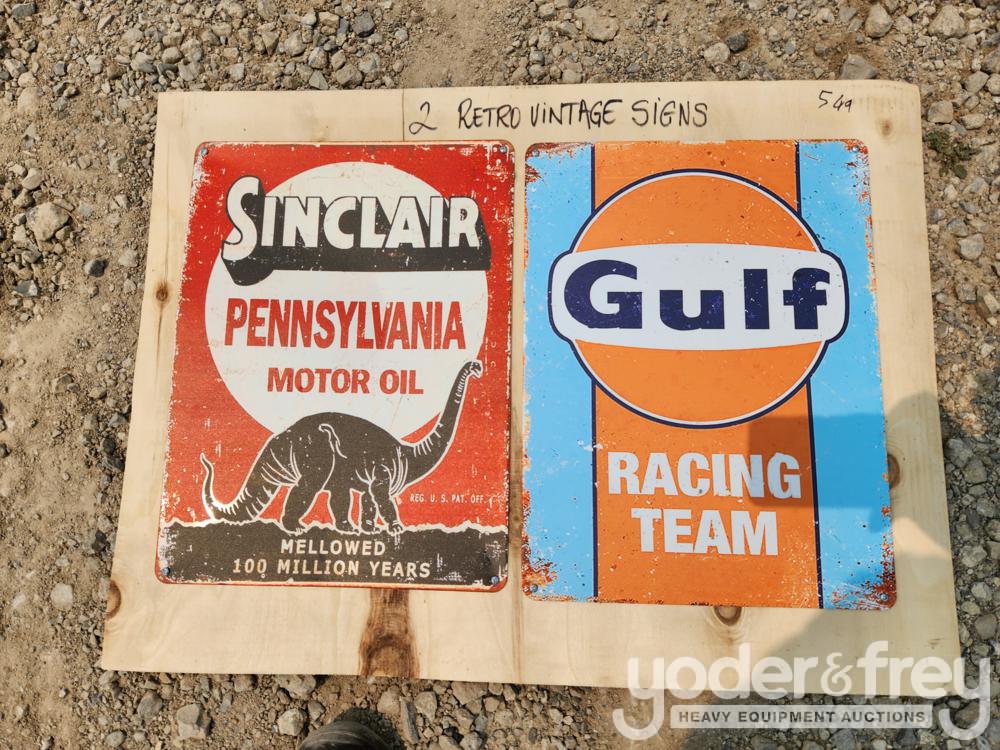 2 RETRO VINTAGE SIGNS
549
SINCLAIR
PENNSYLVANIA
MOTOR OIL
REG. U.S. PAT. OFF.
MELLOWED
100 MILLION YEARS
Gulf
RACING
TEAM
yoder&frey
HEAVY EQUIPMENT AUCTIONS